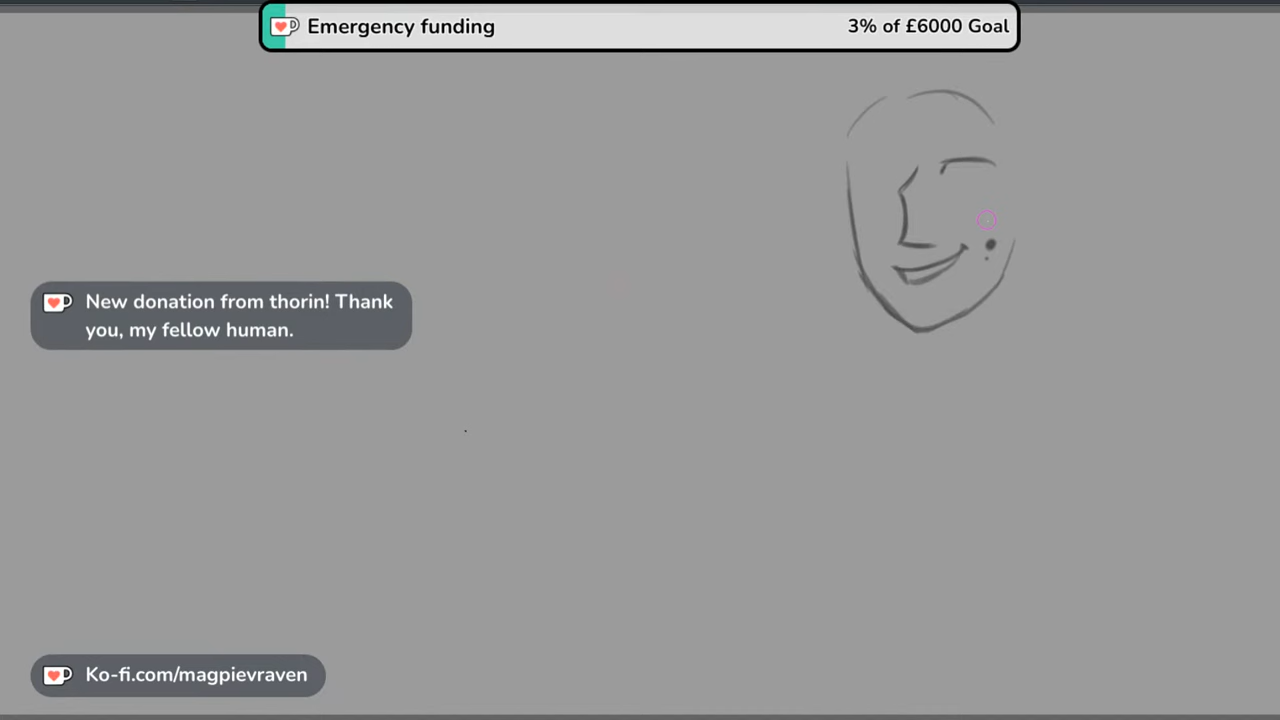 Emergency funding
3% of £6000 Goal
New donation from thorin! Thank
you, my fellow human.
Ko-fi.com/magpievraven